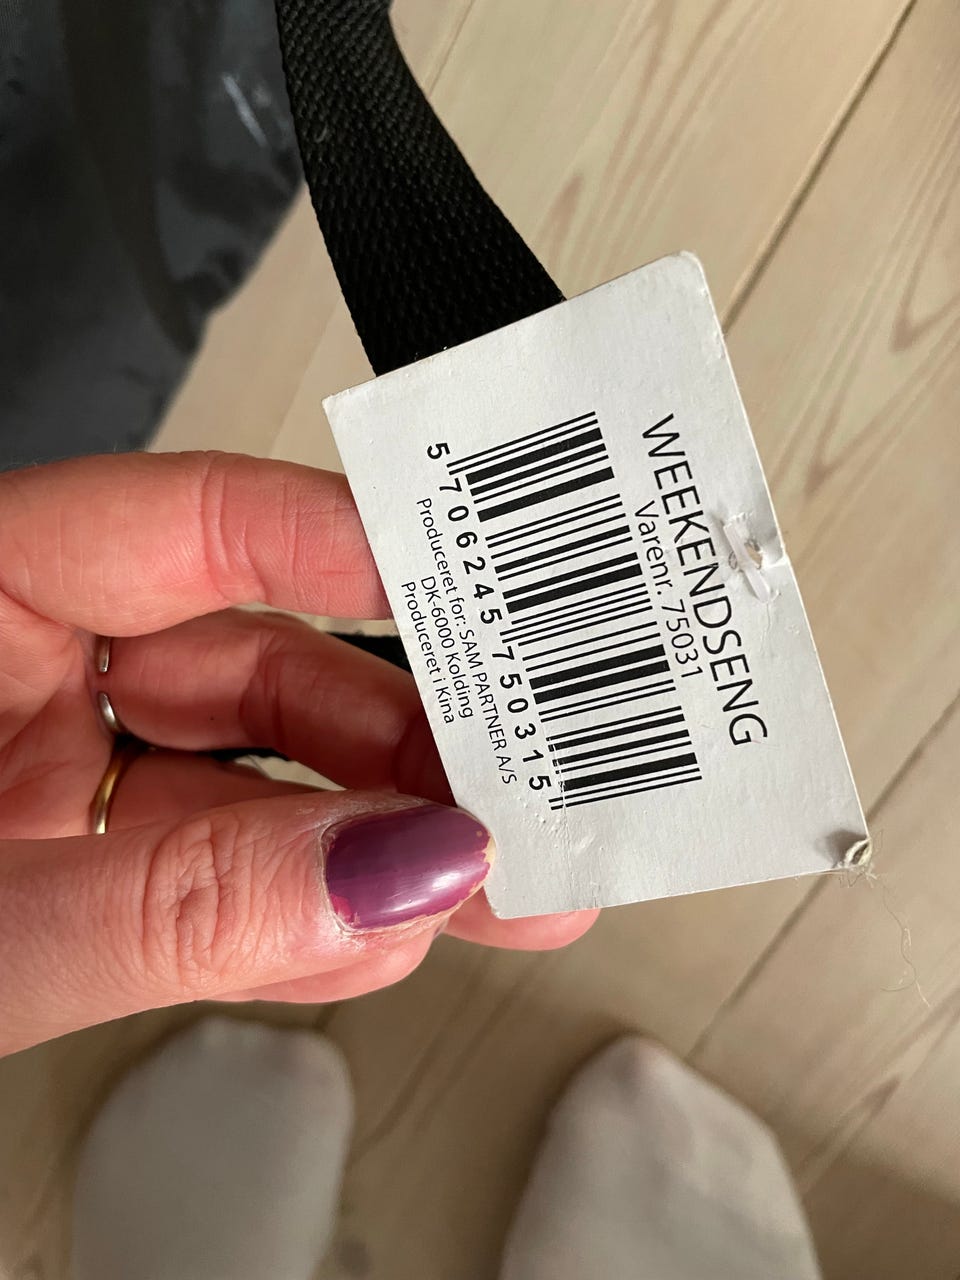 WEEKENDSENG
Varenr. 75031
5 706245 750315
Produceret for: SAM PARTNER A/S
DK-6000 Kolding
Produceret i Kina